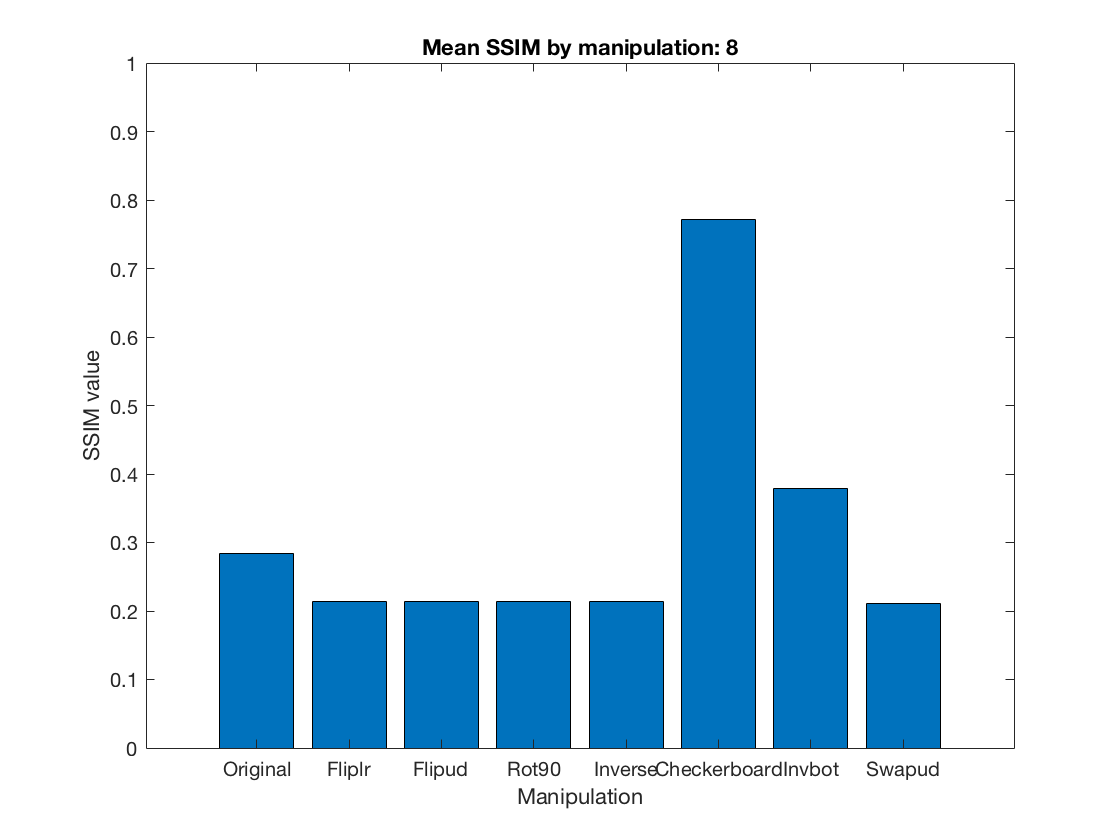 Mean SSIM by manipulation: 8
1
0.9
0.8
0.7
0.6
0.5
0.4
0.3
0.2
0.1
0
SSIM value
Original Fliplr Flipud Rot90 Inverse Checkerboard Invbot Swapud
Manipulation